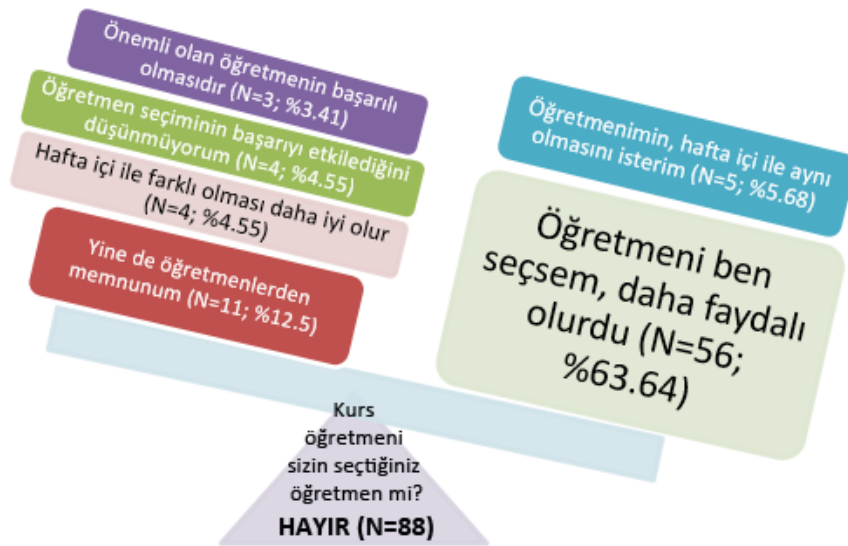 Önemli olan öğretmenin başarılı
olmasıdır (N=3; %3.41)
Öğretmen seçiminin başarıyı etkilediğini
düşünmüyorum (N=4; %4.55)
Hafta içi ile farklı olması daha iyi olur
(N=4; %4.55)
Yine de öğretmenlerden
memnunum (N=11; %12.5)
Öğretmenimin, hafta içi ile aynı
olmasını isterim (N=5; %5.68)
Öğretmeni ben
seçsem, daha faydalı
olurdu (N=56;
%63.64)
Kurs
öğretmeni
sizin seçtiğiniz
öğretmen mi?
HAYIR (N=88)